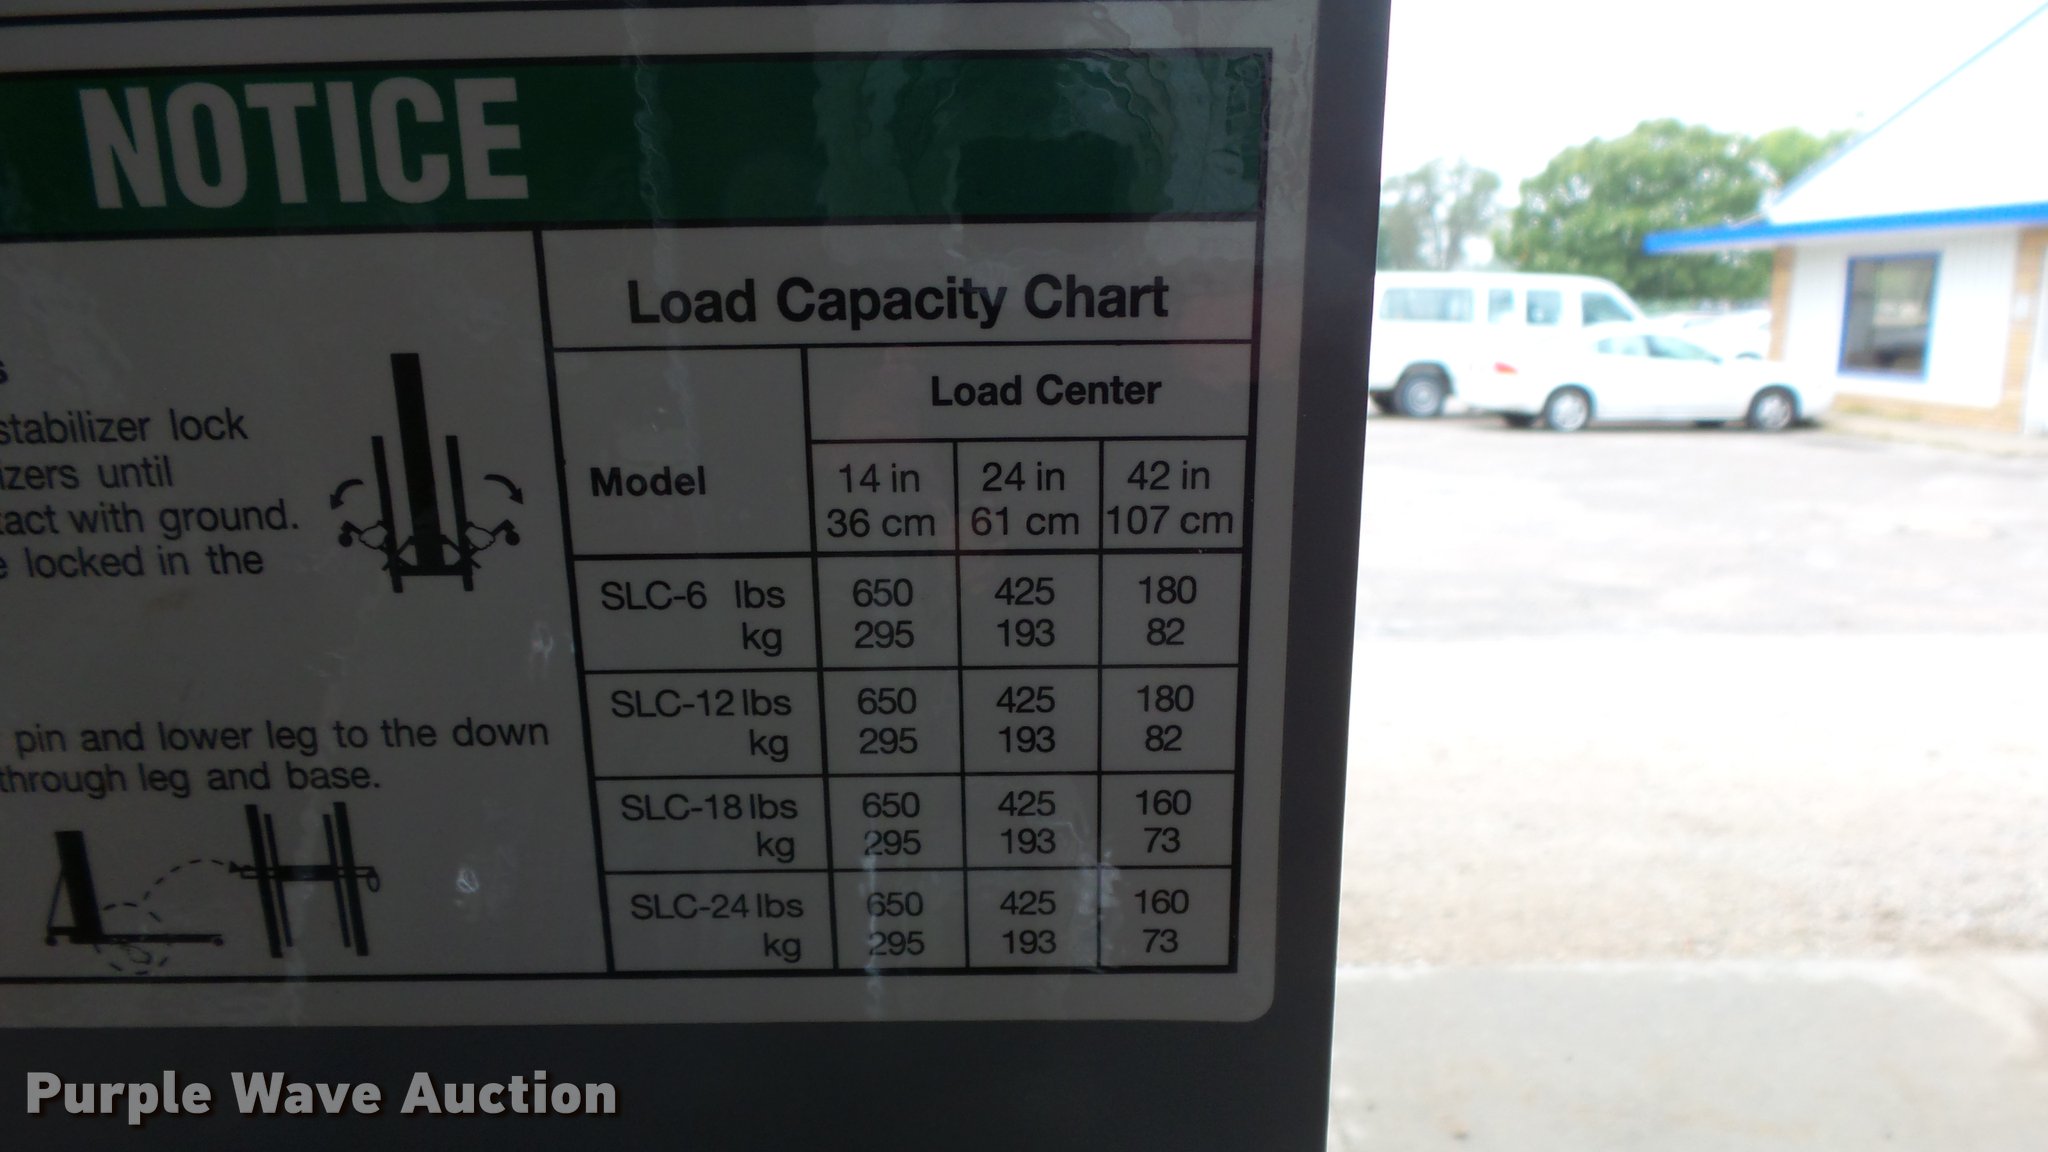 NOTICE
s
stabilizer lock
izers until
tact with ground.
e locked in the
pin and lower leg to the down
through leg and base.
Load Capacity Chart
Load Center
Model
14 in 24 in 42 in
36 cm 61 cm 107 cm
SLC-6 lbs 650 425 180
kg 295 193 82
SLC-12 lbs 650 425 180
kg 295 193 82
SLC-18 lbs 650 425 160
kg 295 193 73
SLC-24 lbs 650 425 160
kg 295 193 73
Purple Wave Auction